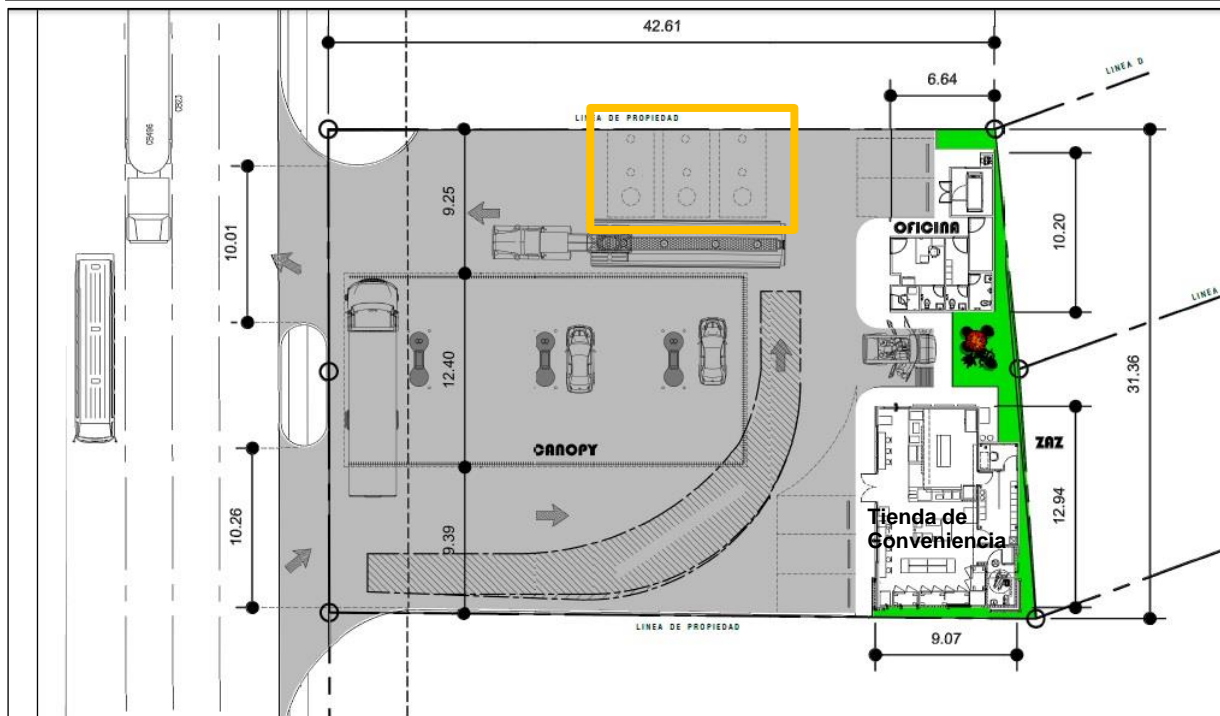 42.61
LINEA D
6.64
C9406
LINEA DE PROPIEDAD
9.25
10.01
OFICINA
10.20
LINEA
12.40
31.36
CANOPY
ZAZ
Tienda de
Conveniencia
12.94
10.26
9.39
LINEA DE PROPIEDAD
9.07